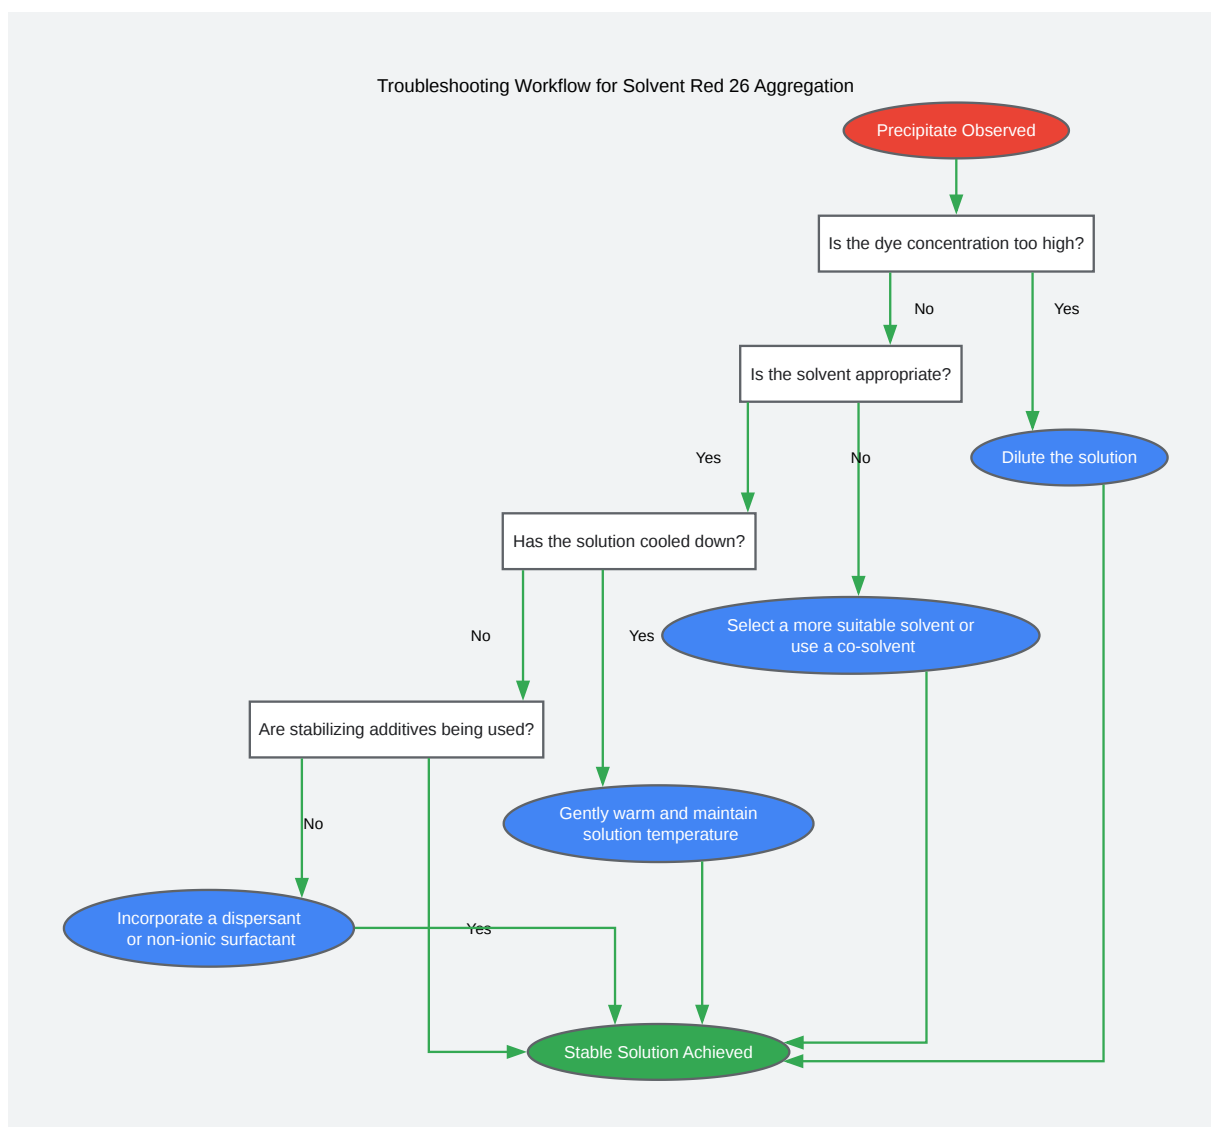 Troubleshooting Workflow for Solvent Red 26 Aggregation
Precipitate Observed
Is the dye concentration too high?
No
Yes
Is the solvent appropriate?
Yes
No
Dilute the solution
Has the solution cooled down?
No
Yes
Select a more suitable solvent or
use a co-solvent
Are stabilizing additives being used?
No
Gently warm and maintain
solution temperature
Incorporate a dispersant
or non-ionic surfactant
Yes
Stable Solution Achieved